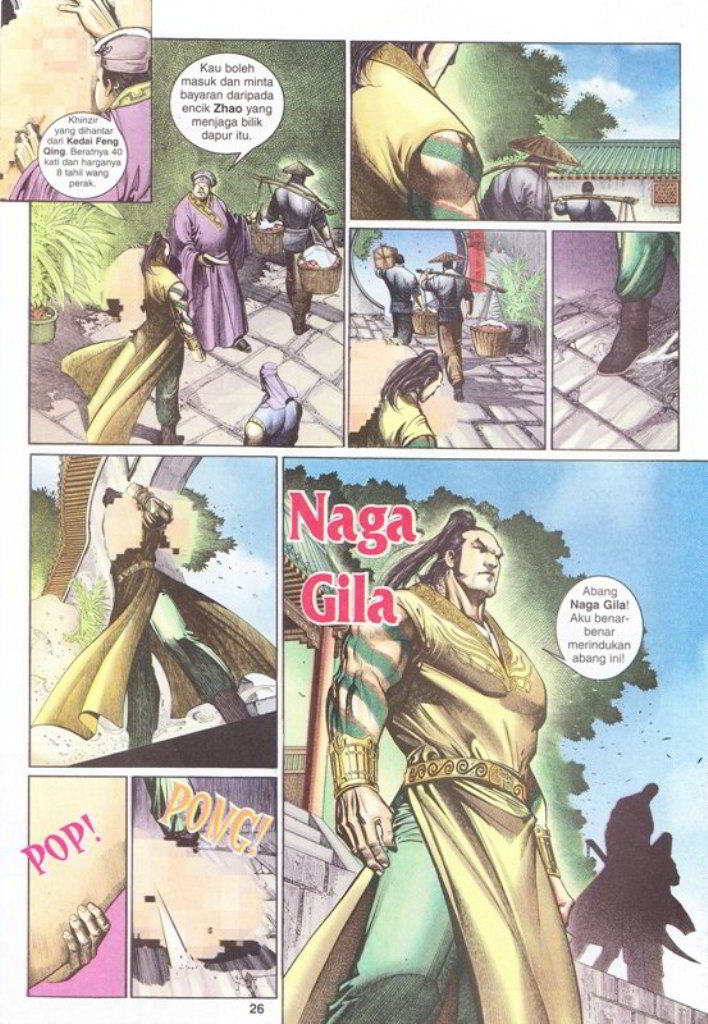 Khinzir
yang dihantar
dari Kedai Feng
Qing. Beratnya 40
kati dan harganya
8 tahil wang
perak.
Kau boleh
masuk dan minta
bayaran daripada
encik Zhao yang
menjaga bilik
dapur itu.
Naga
Gila
Abang
Naga Gila!
Aku benar-
benar
merindukan
abang ini!
POP!
PONG!
26